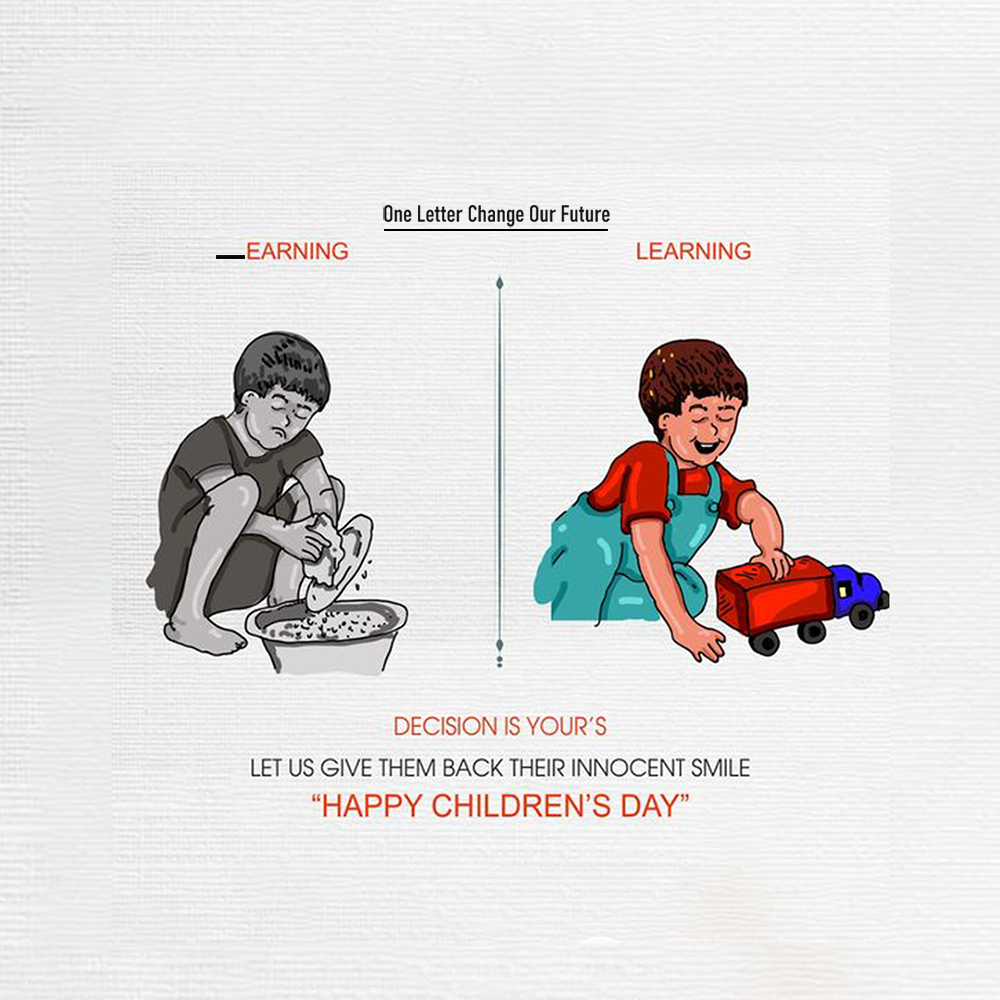 One Letter Change Our Future
_EARNING
LEARNING
DECISION IS YOUR'S
LET US GIVE THEM BACK THEIR INNOCENT SMILE
“HAPPY CHILDREN'S DAY”